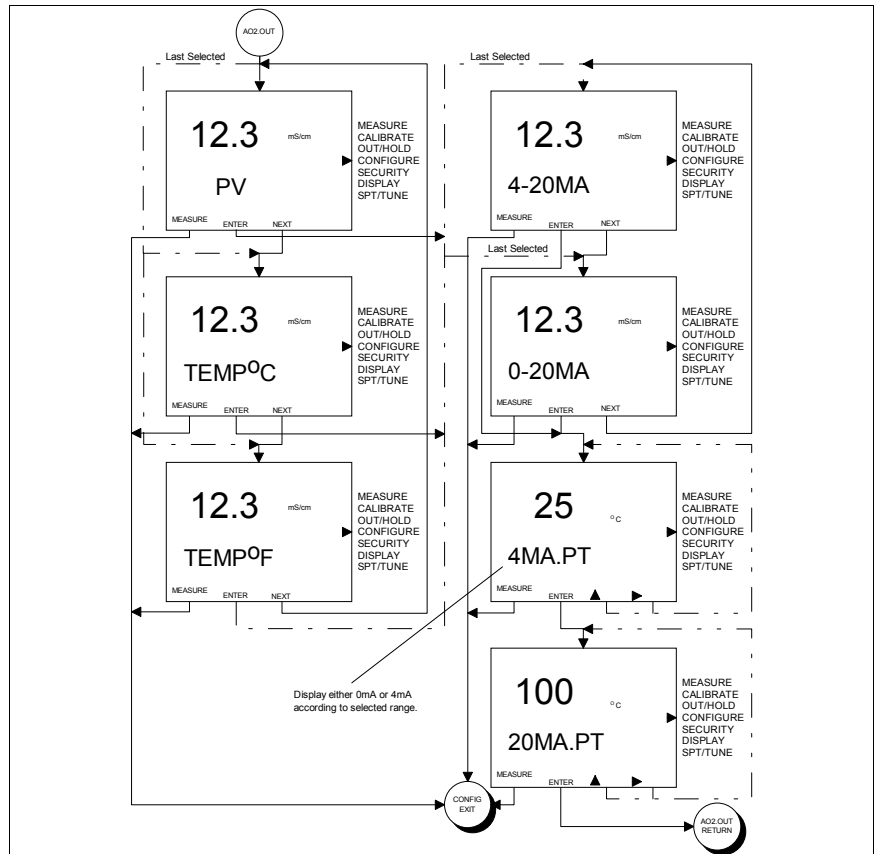 AO2.OUT
Last Selected
12.3 mS/cm
PV
MEASURE ENTER NEXT
MEASURE
CALIBRATE
OUT/HOLD
CONFIGURE
SECURITY
DISPLAY
SPT/TUNE
12.3 mS/cm
TEMPºC
MEASURE ENTER NEXT
MEASURE
CALIBRATE
OUT/HOLD
CONFIGURE
SECURITY
DISPLAY
SPT/TUNE
12.3 mS/cm
TEMPºF
MEASURE ENTER NEXT
MEASURE
CALIBRATE
OUT/HOLD
CONFIGURE
SECURITY
DISPLAY
SPT/TUNE
Last Selected
12.3 mS/cm
4-20MA
MEASURE ENTER NEXT
MEASURE
CALIBRATE
OUT/HOLD
CONFIGURE
SECURITY
DISPLAY
SPT/TUNE
Last Selected
12.3 mS/cm
0-20MA
MEASURE ENTER NEXT
MEASURE
CALIBRATE
OUT/HOLD
CONFIGURE
SECURITY
DISPLAY
SPT/TUNE
25 ºC
4MA.PT
MEASURE ENTER
MEASURE
CALIBRATE
OUT/HOLD
CONFIGURE
SECURITY
DISPLAY
SPT/TUNE
Display either 0mA or 4mA
according to selected range.
100 ºC
20MA.PT
MEASURE ENTER
MEASURE
CALIBRATE
OUT/HOLD
CONFIGURE
SECURITY
DISPLAY
SPT/TUNE
CONFIG
EXIT
AO2.OUT
RETURN